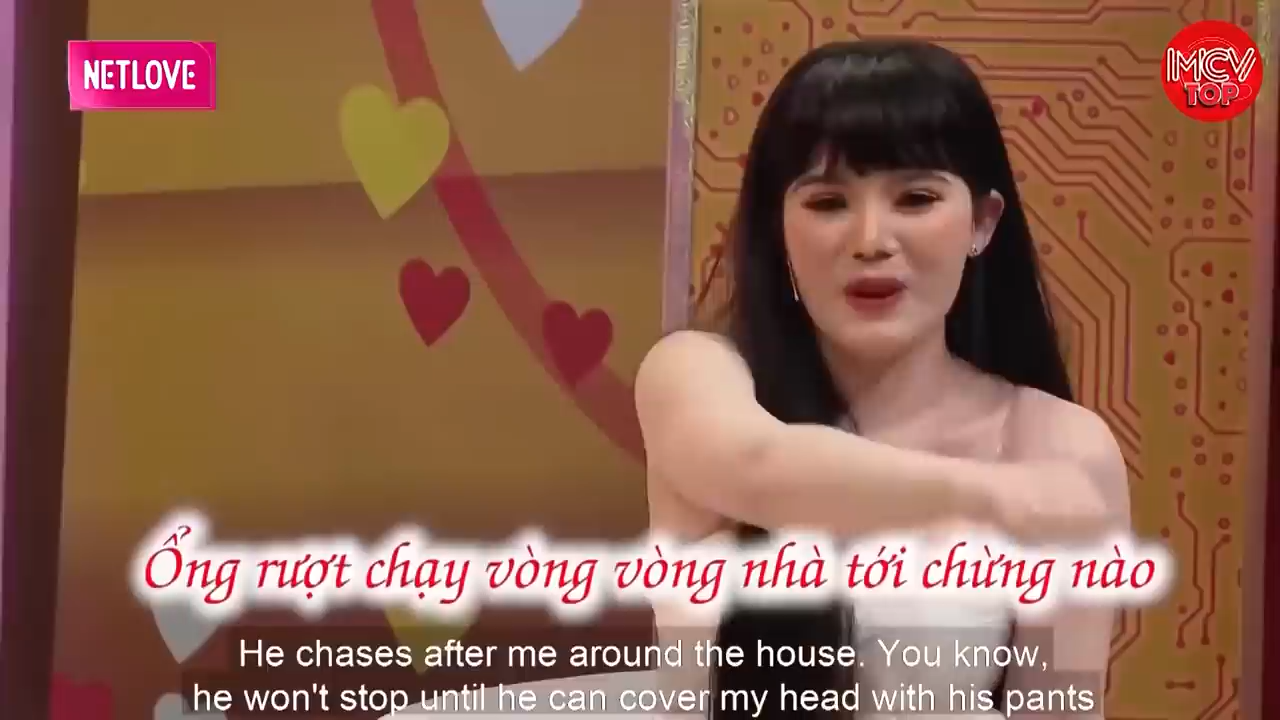 NETLOVE
MCV
TOP
Ổng rượt chạy vòng vòng nhà tới chừng nào
He chases after me around the house. You know,
he won't stop until he can cover my head with his pants